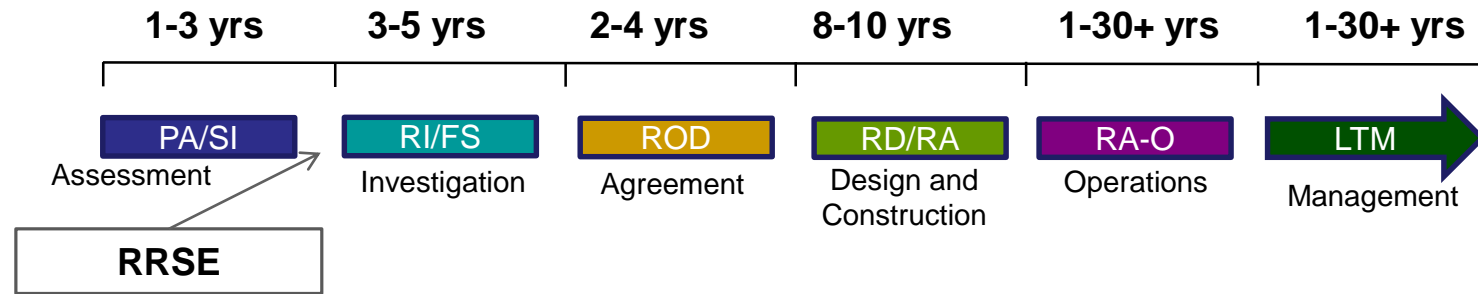 1-3 yrs
3-5 yrs
2-4 yrs
8-10 yrs
1-30+ yrs
1-30+ yrs
PA/SI
RI/FS
ROD
RD/RA
RA-O
LTM
Assessment
Investigation
Agreement
Design and
Construction
Operations
Management
RRSE